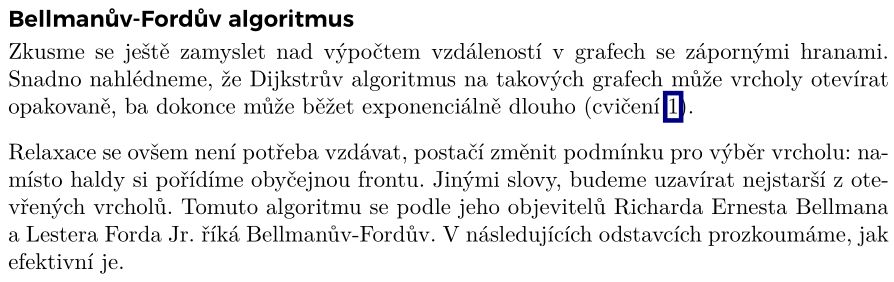 Bellmanův-Fordův algoritmus
Zkusme se ještě zamyslet nad výpočtem vzdáleností v grafech se zápornými hranami.
Snadno nahlédneme, že Dijkstrův algoritmus na takových grafech může vrcholy otevírat
opakovaně, ba dokonce může běžet exponenciálně dlouho (cvičení 1).
Relaxace se ovšem není potřeba vzdávat, postačí změnit podmínku pro výběr vrcholu: na-
místo haldy si pořídíme obyčejnou frontu. Jinými slovy, budeme uzavírat nejstarší z ote-
vřených vrcholů. Tomuto algoritmu se podle jeho objevitelů Richarda Ernesta Bellmana
a Lestera Forda Jr. říká Bellmanův-Fordův. V následujících odstavcích prozkoumáme, jak
efektivní je.